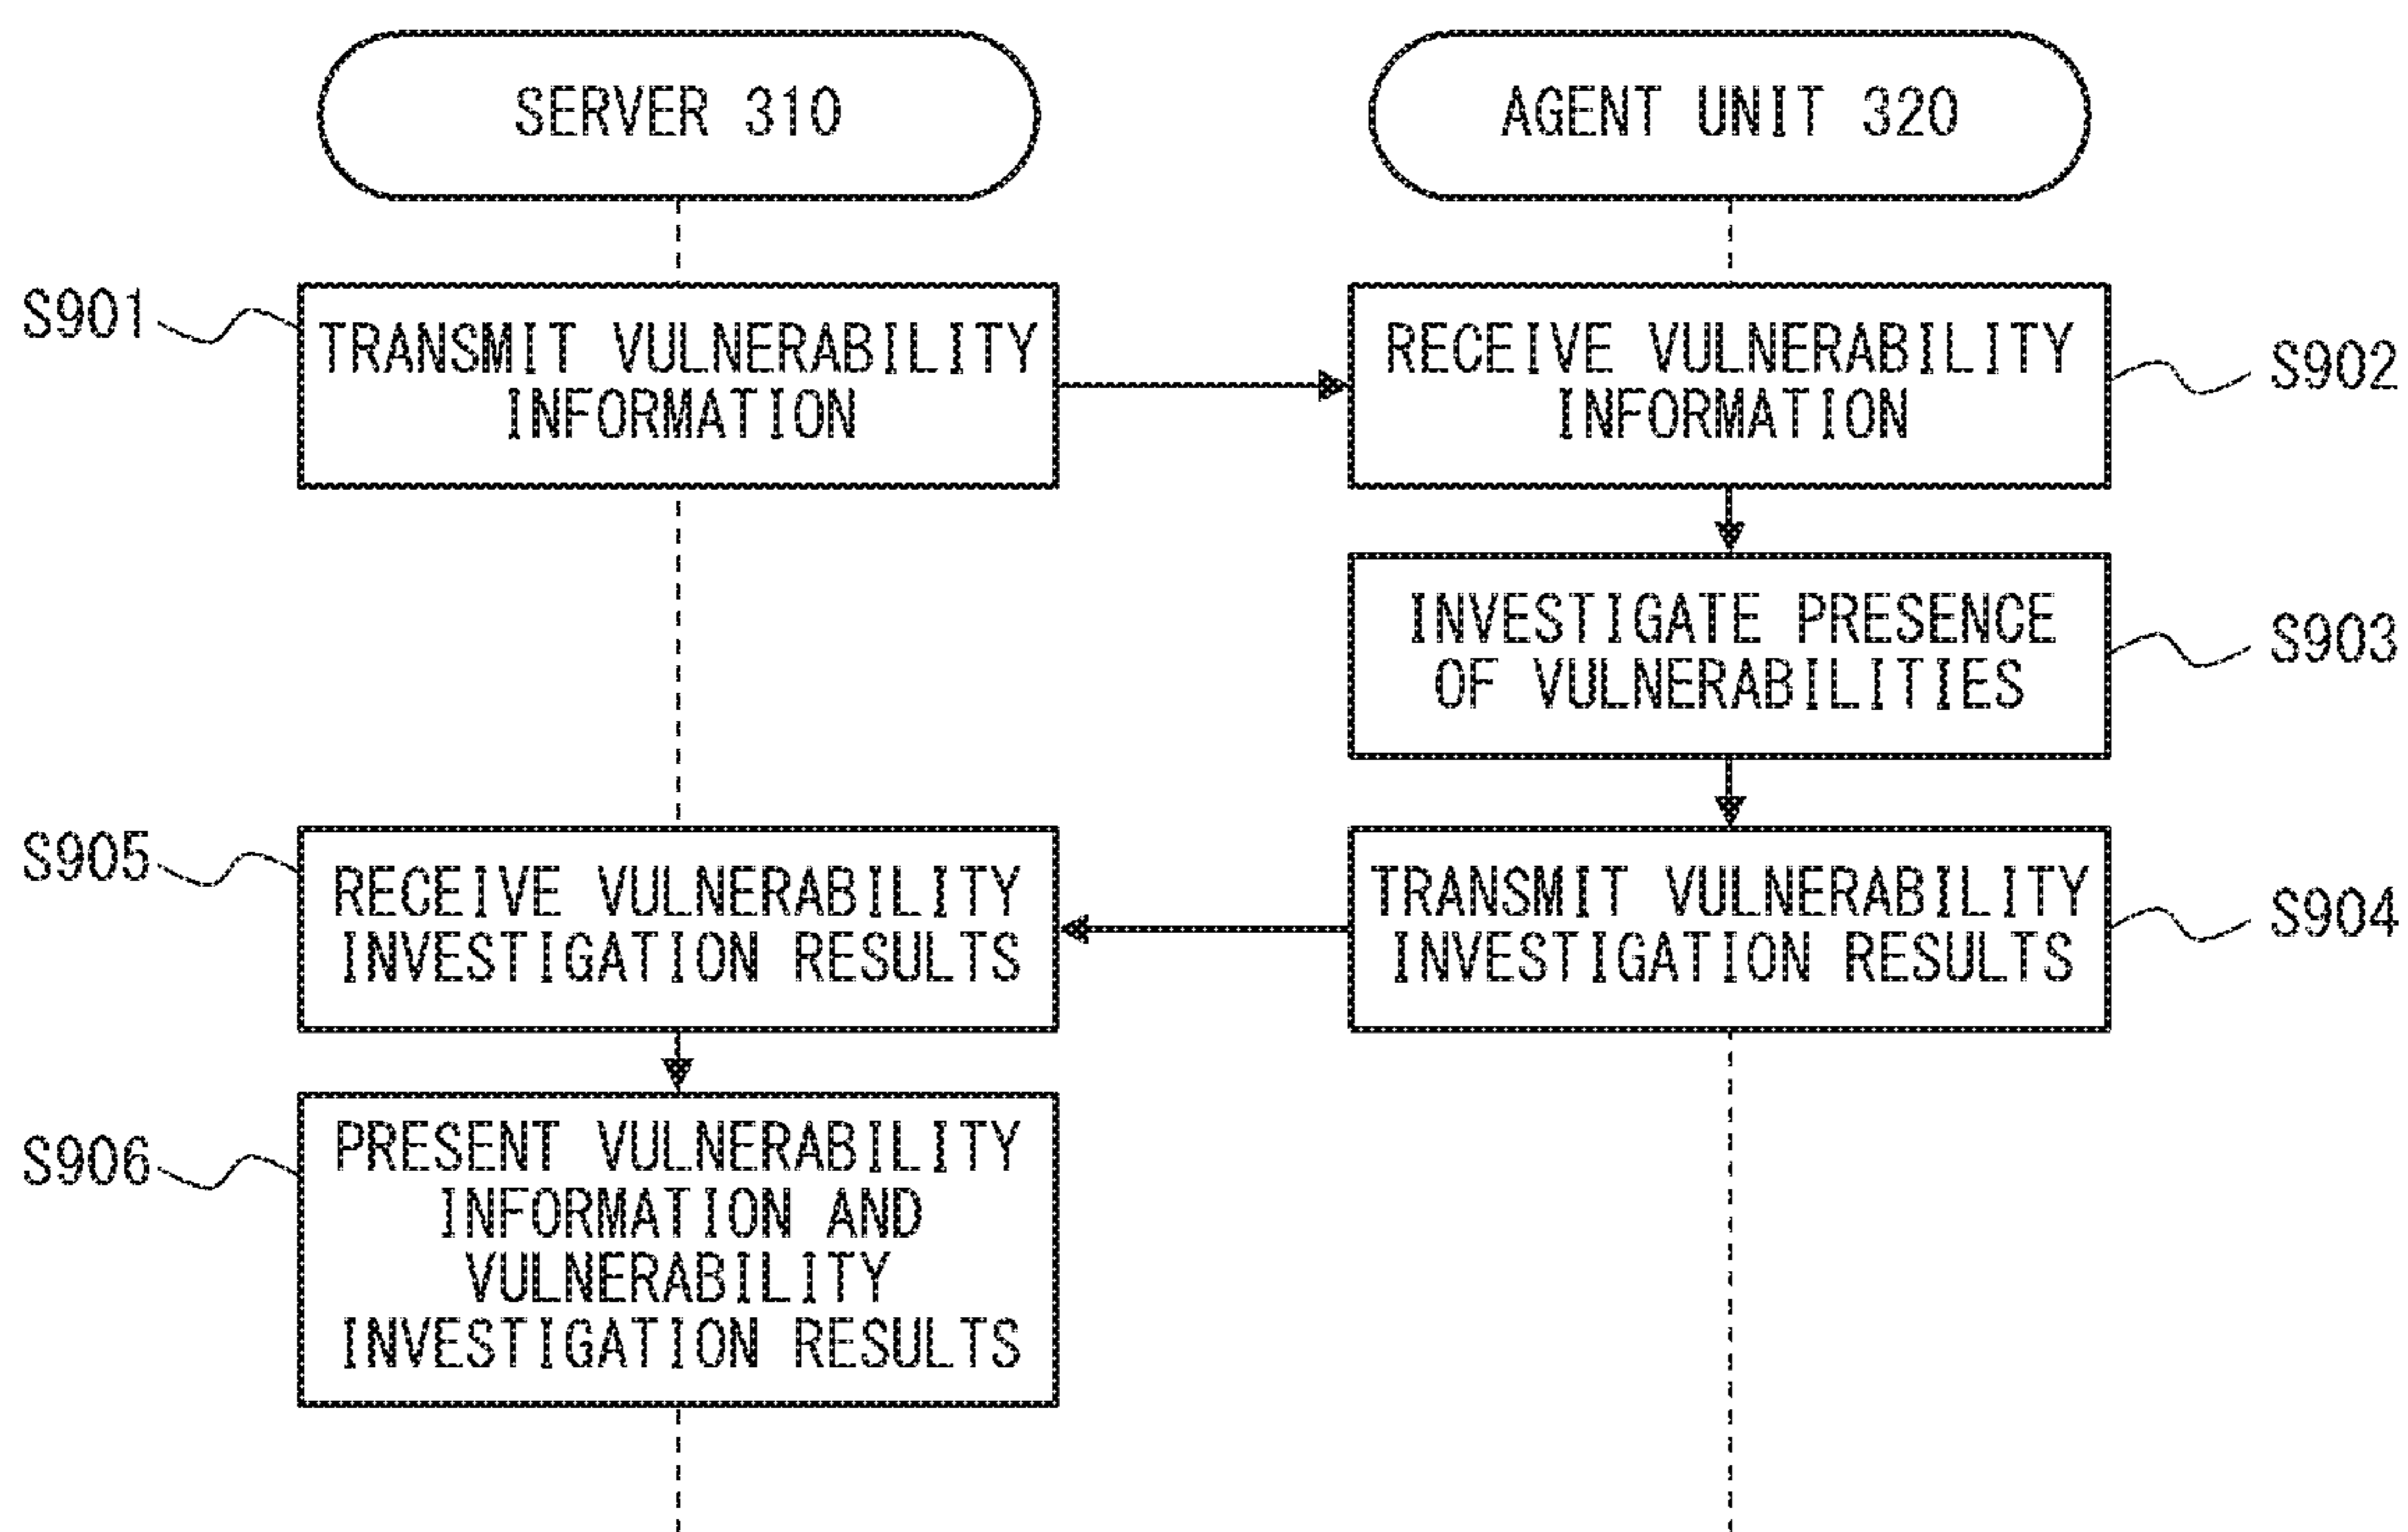 SERVER 310
AGENT UNIT 320
S901
TRANSMIT VULNERABILITY
INFORMATION
RECEIVE VULNERABILITY
INFORMATION
S902
INVESTIGATE PRESENCE
OF VULNERABILITIES
S903
S905
RECEIVE VULNERABILITY
INVESTIGATION RESULTS
TRANSMIT VULNERABILITY
INVESTIGATION RESULTS
S904
S906
PRESENT VULNERABILITY
INFORMATION AND
VULNERABILITY
INVESTIGATION RESULTS